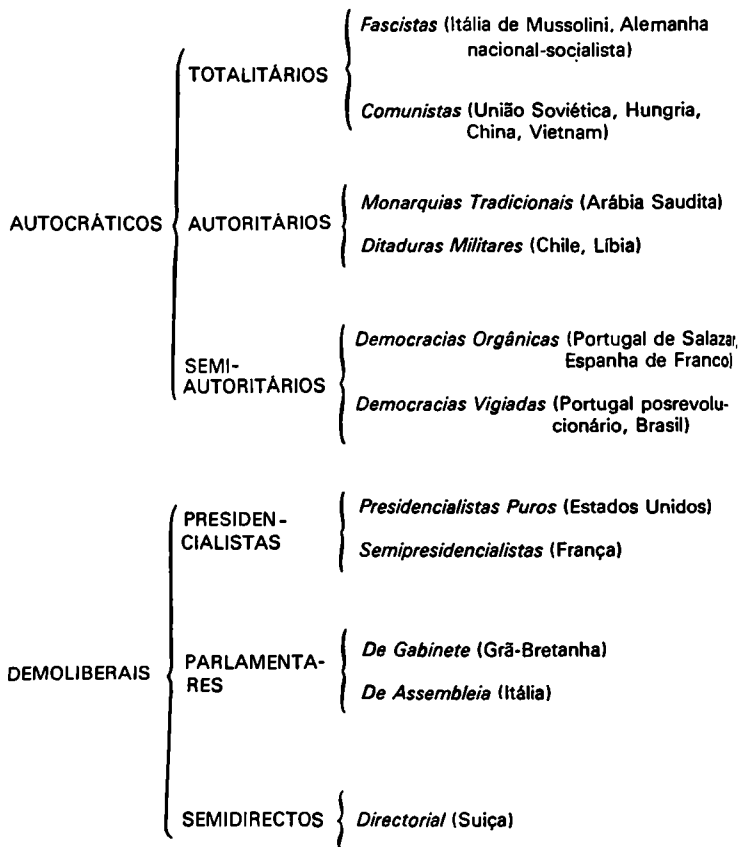 Fascistas (Itália de Mussolini, Alemanha
nacional-socialista)
TOTALITÁRIOS
Comunistas (União Soviética, Hungria,
China, Vietnam)
Monarquias Tradicionais (Arábia Saudita)
AUTOCRÁTICOS
AUTORITÁRIOS
Ditaduras Militares (Chile, Líbia)
Democracias Orgânicas (Portugal de Salazar,
Espanha de Franco)
SEMI-
AUTORITÁRIOS
Democracias Vigiadas (Portugal posrevolu-
cionário, Brasil)
PRESIDEN-
CIALISTAS
Presidencialistas Puros (Estados Unidos)
Semipresidencialistas (França)
DEMOLIBERAIS
PARLAMENTA-
RES
De Gabinete (Grã-Bretanha)
De Assembleia (Itália)
SEMIDIRECTOS
Directorial (Suiça)